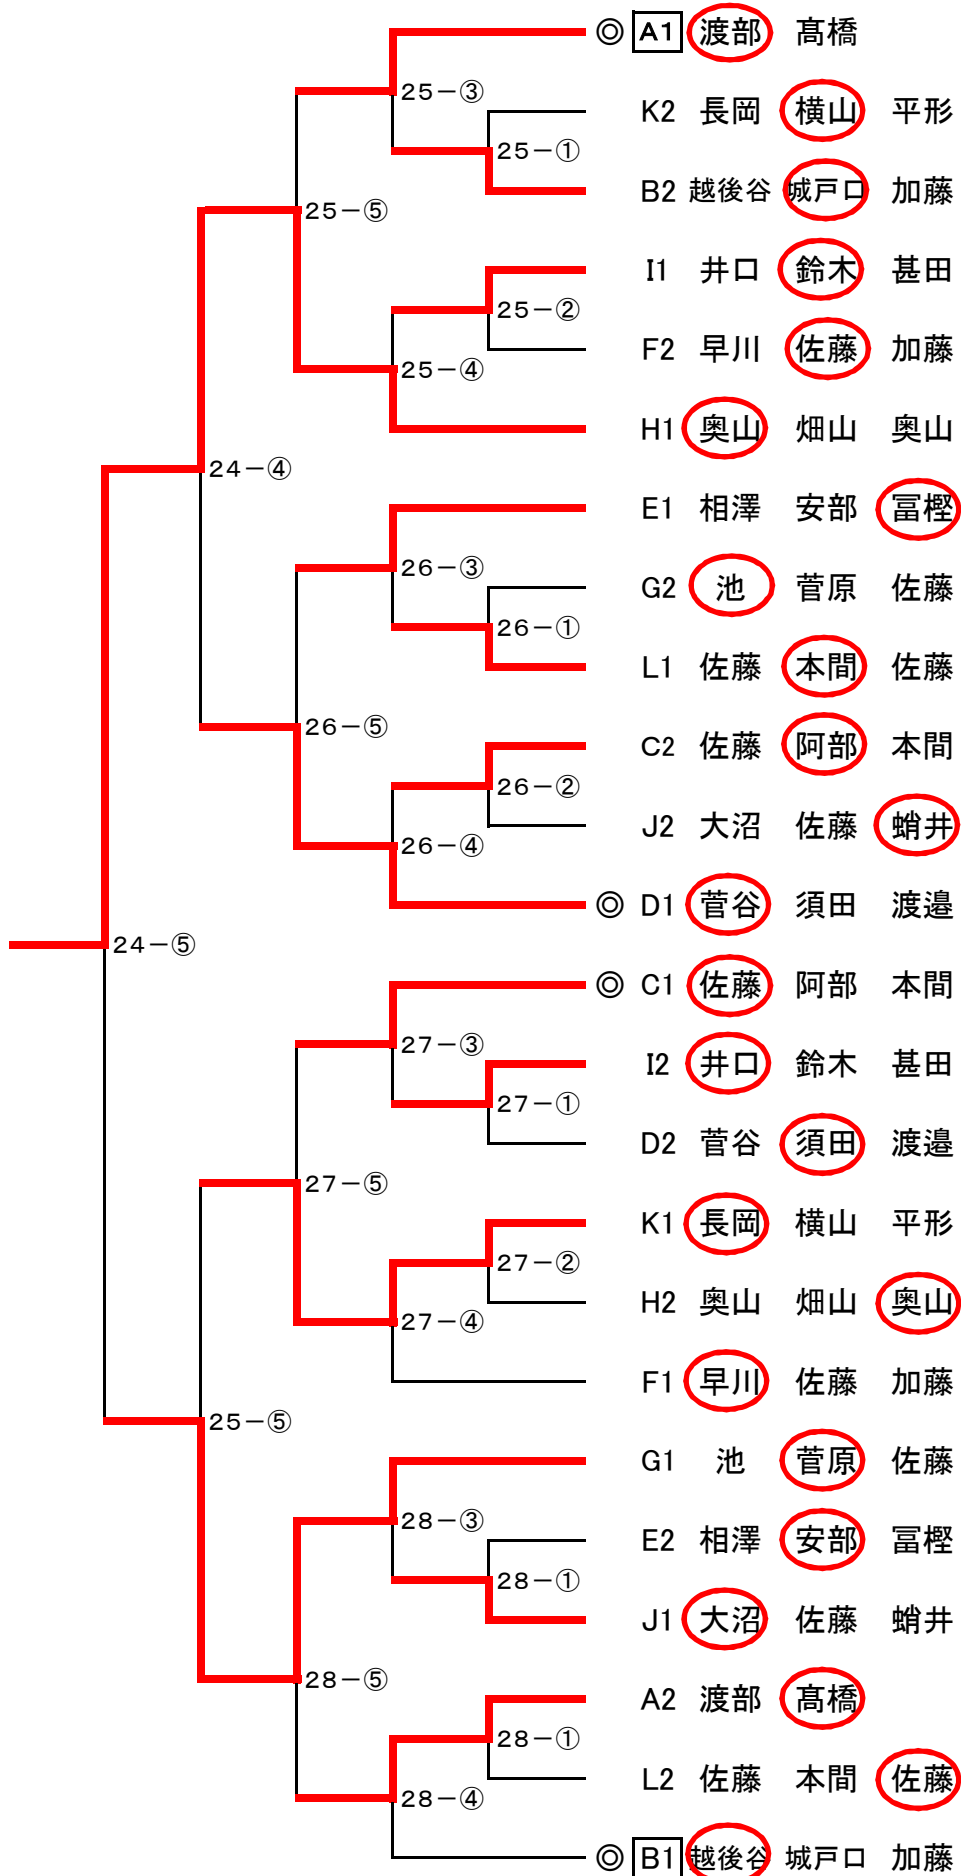 ◎ A1 渡部 髙橋
25－③
K2 長岡 横山 平形
25－①
B2 越後谷 城戸口 加藤
25－⑤
I1 井口 鈴木 甚田
25－②
F2 早川 佐藤 加藤
25－④
H1 奥山 畑山 奥山
24－④
E1 相澤 安部 冨樫
26－③
G2 池 菅原 佐藤
26－①
L1 佐藤 本間 佐藤
26－⑤
C2 佐藤 阿部 本間
26－②
J2 大沼 佐藤 蛸井
26－④
◎ D1 菅谷 須田 渡邉
24－⑤
◎ C1 佐藤 阿部 本間
27－③
I2 井口 鈴木 甚田
27－①
D2 菅谷 須田 渡邉
27－⑤
K1 長岡 横山 平形
27－②
H2 奥山 畑山 奥山
27－④
F1 早川 佐藤 加藤
25－⑤
G1 池 菅原 佐藤
28－③
E2 相澤 安部 冨樫
28－①
J1 大沼 佐藤 蛸井
28－⑤
A2 渡部 髙橋
28－①
L2 佐藤 本間 佐藤
28－④
◎ B1 越後谷 城戸口 加藤